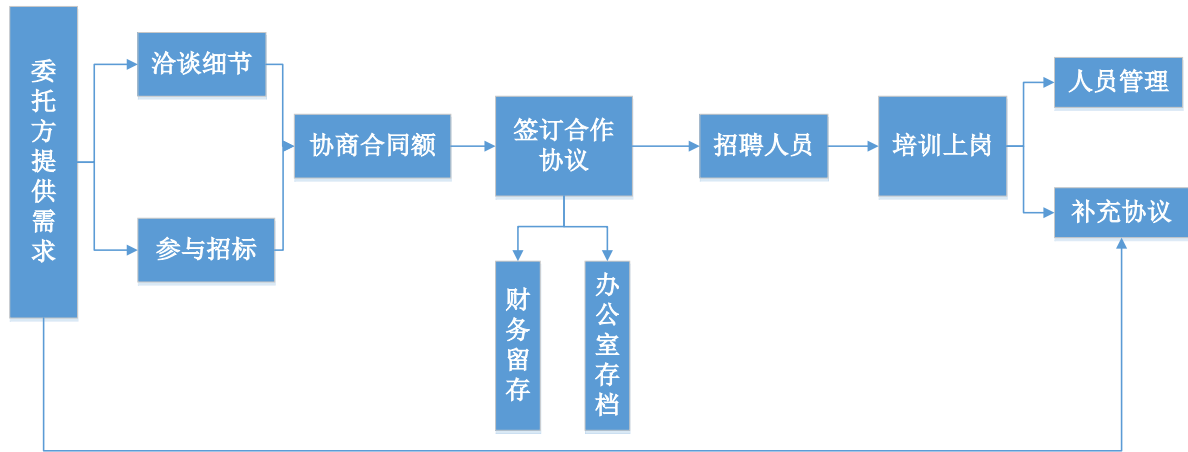 委托方提供需求
洽谈细节
参与招标
协商合同额
签订合作
协议
财务留存
办公室存档
招聘人员
培训上岗
人员管理
补充协议